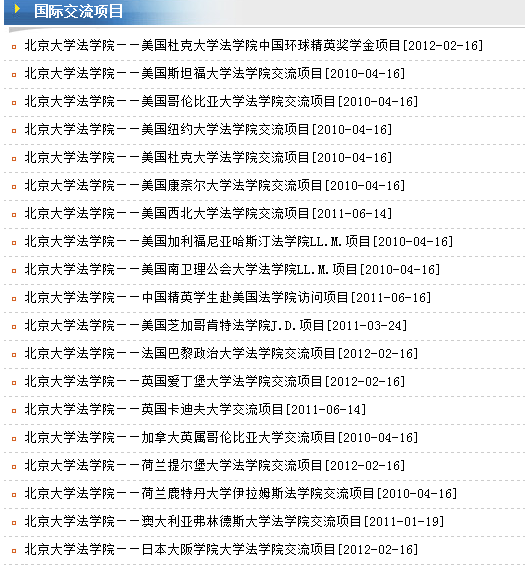 国际交流项目
北京大学法学院－－美国杜克大学法学院中国环球精英奖学金项目[2012-02-16]
北京大学法学院－－美国斯坦福大学法学院交流项目[2010-04-16]
北京大学法学院－－美国哥伦比亚大学法学院交流项目[2010-04-16]
北京大学法学院－－美国纽约大学法学院交流项目[2010-04-16]
北京大学法学院－－美国杜克大学法学院交流项目[2010-04-16]
北京大学法学院－－美国康奈尔大学法学院交流项目[2010-04-16]
北京大学法学院－－美国西北大学法学院交流项目[2011-06-14]
北京大学法学院－－美国加利福尼亚哈斯汀法学院LL.M.项目[2010-04-16]
北京大学法学院－－美国南卫理公会大学法学院LL.M.项目[2010-04-16]
北京大学法学院－－中国精英学生赴美国法学院访问项目[2011-06-16]
北京大学法学院－－美国芝加哥肯特法学院J.D.项目[2011-03-24]
北京大学法学院－－法国巴黎政治大学法学院交流项目[2012-02-16]
北京大学法学院－－英国爱丁堡大学法学院交流项目[2012-02-16]
北京大学法学院－－英国卡迪夫大学交流项目[2011-06-14]
北京大学法学院－－加拿大英属哥伦比亚大学交流项目[2010-04-16]
北京大学法学院－－荷兰提尔堡大学法学院交流项目[2012-02-16]
北京大学法学院－－荷兰鹿特丹大学伊拉姆斯法学院交流项目[2010-04-16]
北京大学法学院－－澳大利亚弗林德斯大学法学院交流项目[2011-01-19]
北京大学法学院－－日本大阪学院大学法学院交流项目[2012-02-16]